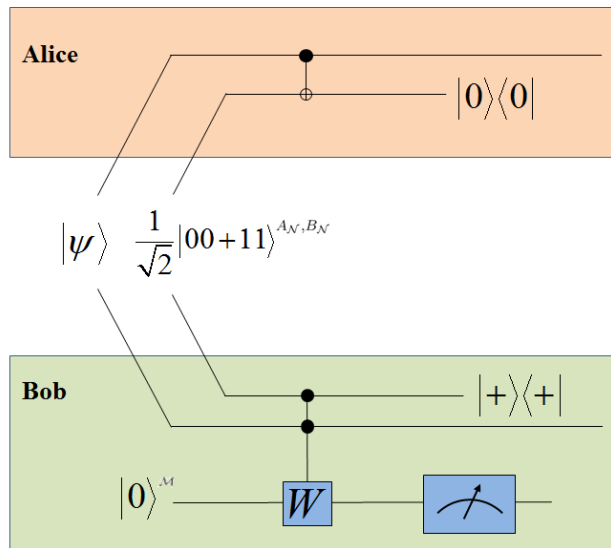 Alice
|0⟩⟨0|
|ψ⟩ 1/√2 |00+11⟩^{A_𝒩, B_𝒩}
Bob
|+⟩⟨+|
|0⟩^ℳ
W